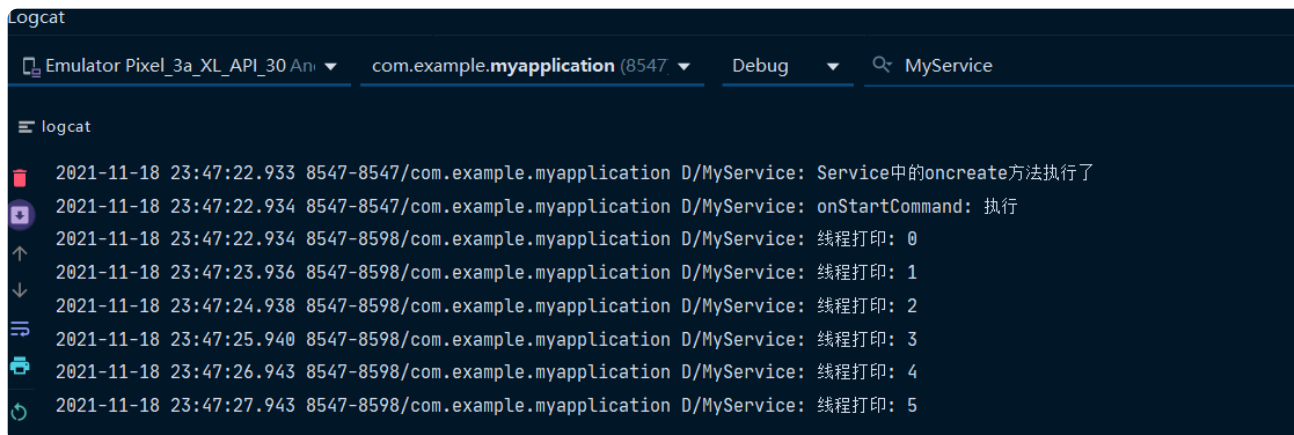 Logcat
Emulator Pixel_3a_XL_API_30 An com.example.myapplication (8547 Debug MyService
logcat
2021-11-18 23:47:22.933 8547-8547/com.example.myapplication D/MyService: Service中的oncreate方法执行了
2021-11-18 23:47:22.934 8547-8547/com.example.myapplication D/MyService: onStartCommand: 执行
2021-11-18 23:47:22.934 8547-8598/com.example.myapplication D/MyService: 线程打印: 0
2021-11-18 23:47:23.936 8547-8598/com.example.myapplication D/MyService: 线程打印: 1
2021-11-18 23:47:24.938 8547-8598/com.example.myapplication D/MyService: 线程打印: 2
2021-11-18 23:47:25.940 8547-8598/com.example.myapplication D/MyService: 线程打印: 3
2021-11-18 23:47:26.943 8547-8598/com.example.myapplication D/MyService: 线程打印: 4
2021-11-18 23:47:27.943 8547-8598/com.example.myapplication D/MyService: 线程打印: 5